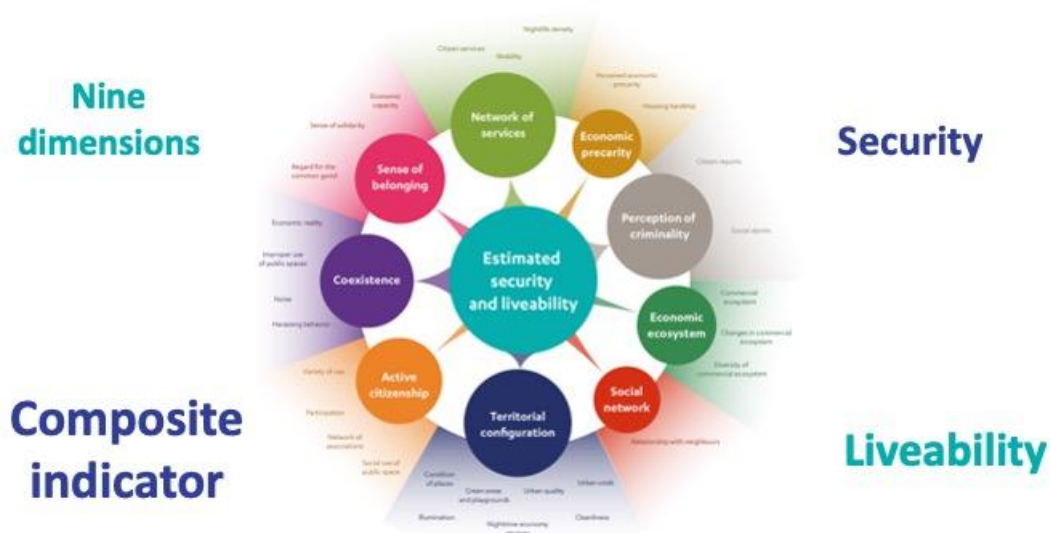 Nine
dimensions
Security
Composite
indicator
Liveability
Estimated
security
and liveability
Network of
services
Nightlife density
Citizen services
Mobility
Economic
precarity
Perceived economic
precarity
Housing hardship
Perception of
criminality
Citizen reports
Social alarms
Economic
ecosystem
Commercial
ecosystem
Changes in commercial
ecosystem
Diversity of
commercial ecosystem
Social
network
Relationship with neighbours
Territorial
configuration
Condition
of places
Green areas
and playgrounds
Urban quality
Urban voids
Illumination
Nighttime economy
Cleanliness
Active
citizenship
Variety of use
Participation
Network of
associations
Social use of
public space
Coexistence
Economic reality
Improper use
of public spaces
Noise
Harassing behavior
Sense of
belonging
Economic
capacity
Sense of solidarity
Regard for the
common good